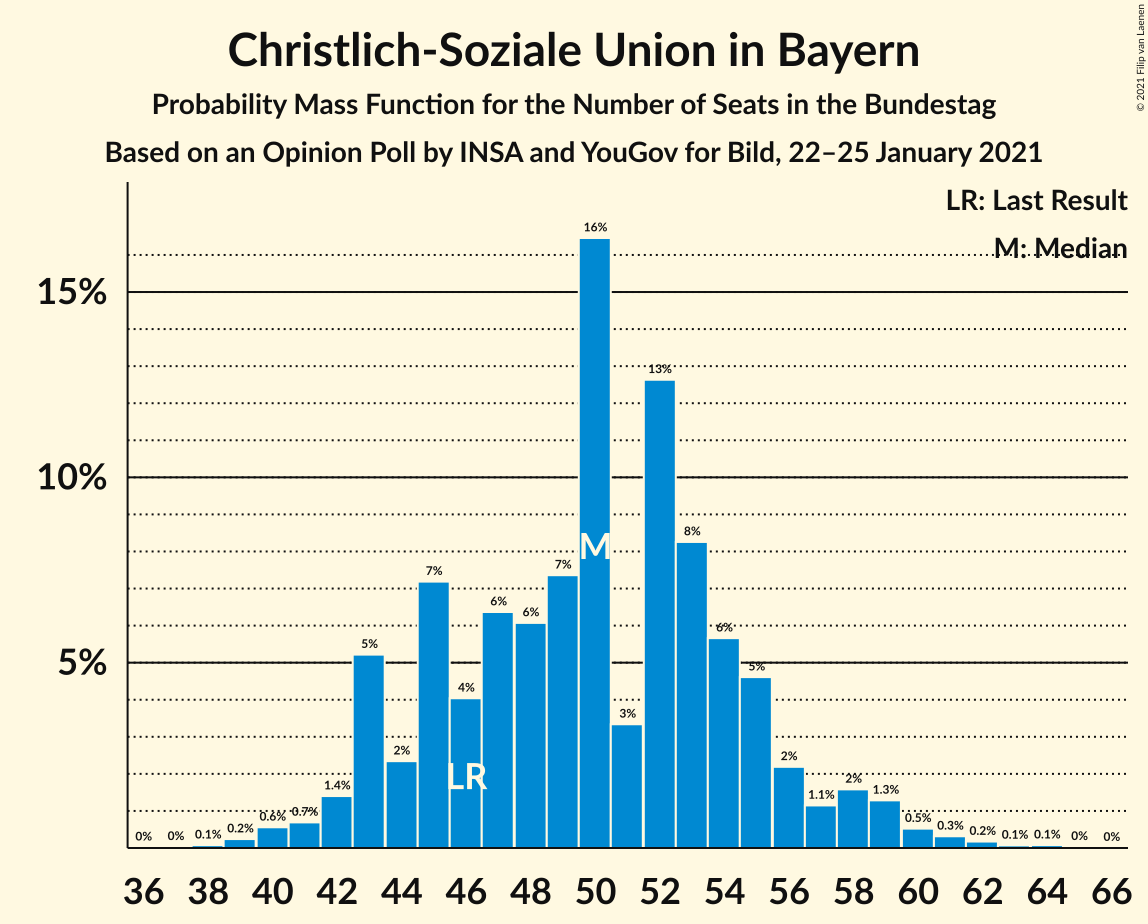 Christlich-Soziale Union in Bayern
Probability Mass Function for the Number of Seats in the Bundestag
Based on an Opinion Poll by INSA and YouGov for Bild, 22–25 January 2021
© 2021 Filip van Laenen
LR: Last Result
M: Median
15%
10%
5%
0% 0% 0.1% 0.2% 0.6% 0.7% 1.4% 5% 2% 7% 4% 6% 6% 7% 16% 3% 13% 8% 6% 5% 2% 1.1% 2% 1.3% 0.5% 0.3% 0.2% 0.1% 0.1% 0% 0%
M
LR
36 38 40 42 44 46 48 50 52 54 56 58 60 62 64 66